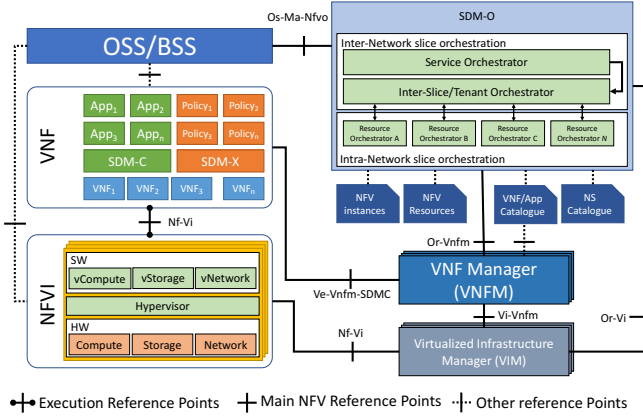 Os-Ma-Nfvo
SDM-O
OSS/BSS
Inter-Network slice orchestration
Service Orchestrator
Inter-Slice/Tenant Orchestrator
Resource Orchestrator A
Resource Orchestrator B
Resource Orchestrator C
Resource Orchestrator N
Intra-Network slice orchestration
VNF
App1 App2 Policy1 Policy2
App3 Appn Policy3 Policyn
SDM-C SDM-X
VNF1 VNF2 VNF3 VNFn
NFV instances
NFV Resources
VNF/App Catalogue
NS Catalogue
Nf-Vi
Or-Vnfm
NFVI
SW
vCompute vStorage vNetwork
Hypervisor
HW
Compute Storage Network
Ve-Vnfm-SDMC
VNF Manager
(VNFM)
Vi-Vnfm
Or-Vi
Nf-Vi
Virtualized Infrastructure
Manager (VIM)
Execution Reference Points
Main NFV Reference Points
Other reference Points